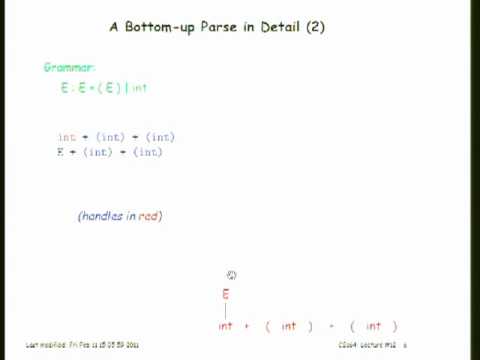 A Bottom-up Parse in Detail (2)
Grammar:
E : E + ( E ) | int
int + (int) + (int)
E + (int) + (int)
(handles in red)
E
int + ( int ) + ( int )
Last modified: Fri Feb 11 15:05:59 2011
CS164: Lecture #12 6